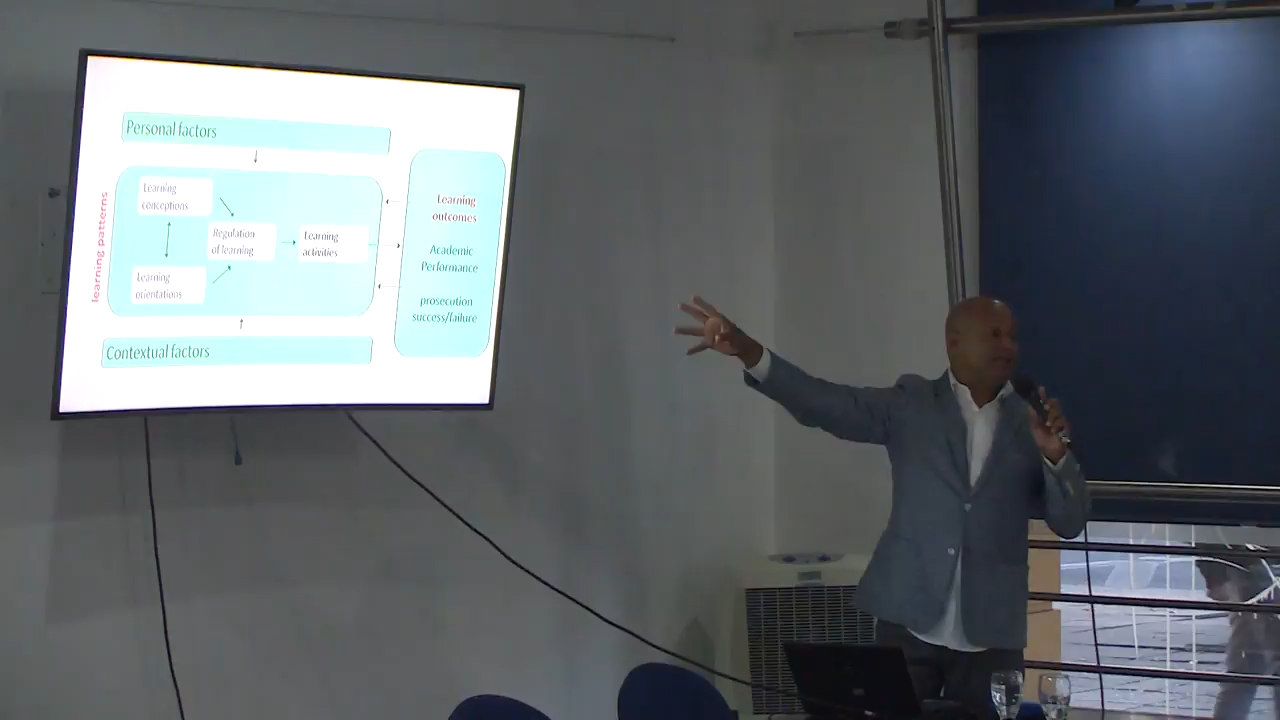 Personal factors
learning patterns
Learning
conceptions
Regulation
of learning
Learning
activities
Learning
orientations
Learning
outcomes
Academic
Performance
prosecution
success/failure
Contextual factors